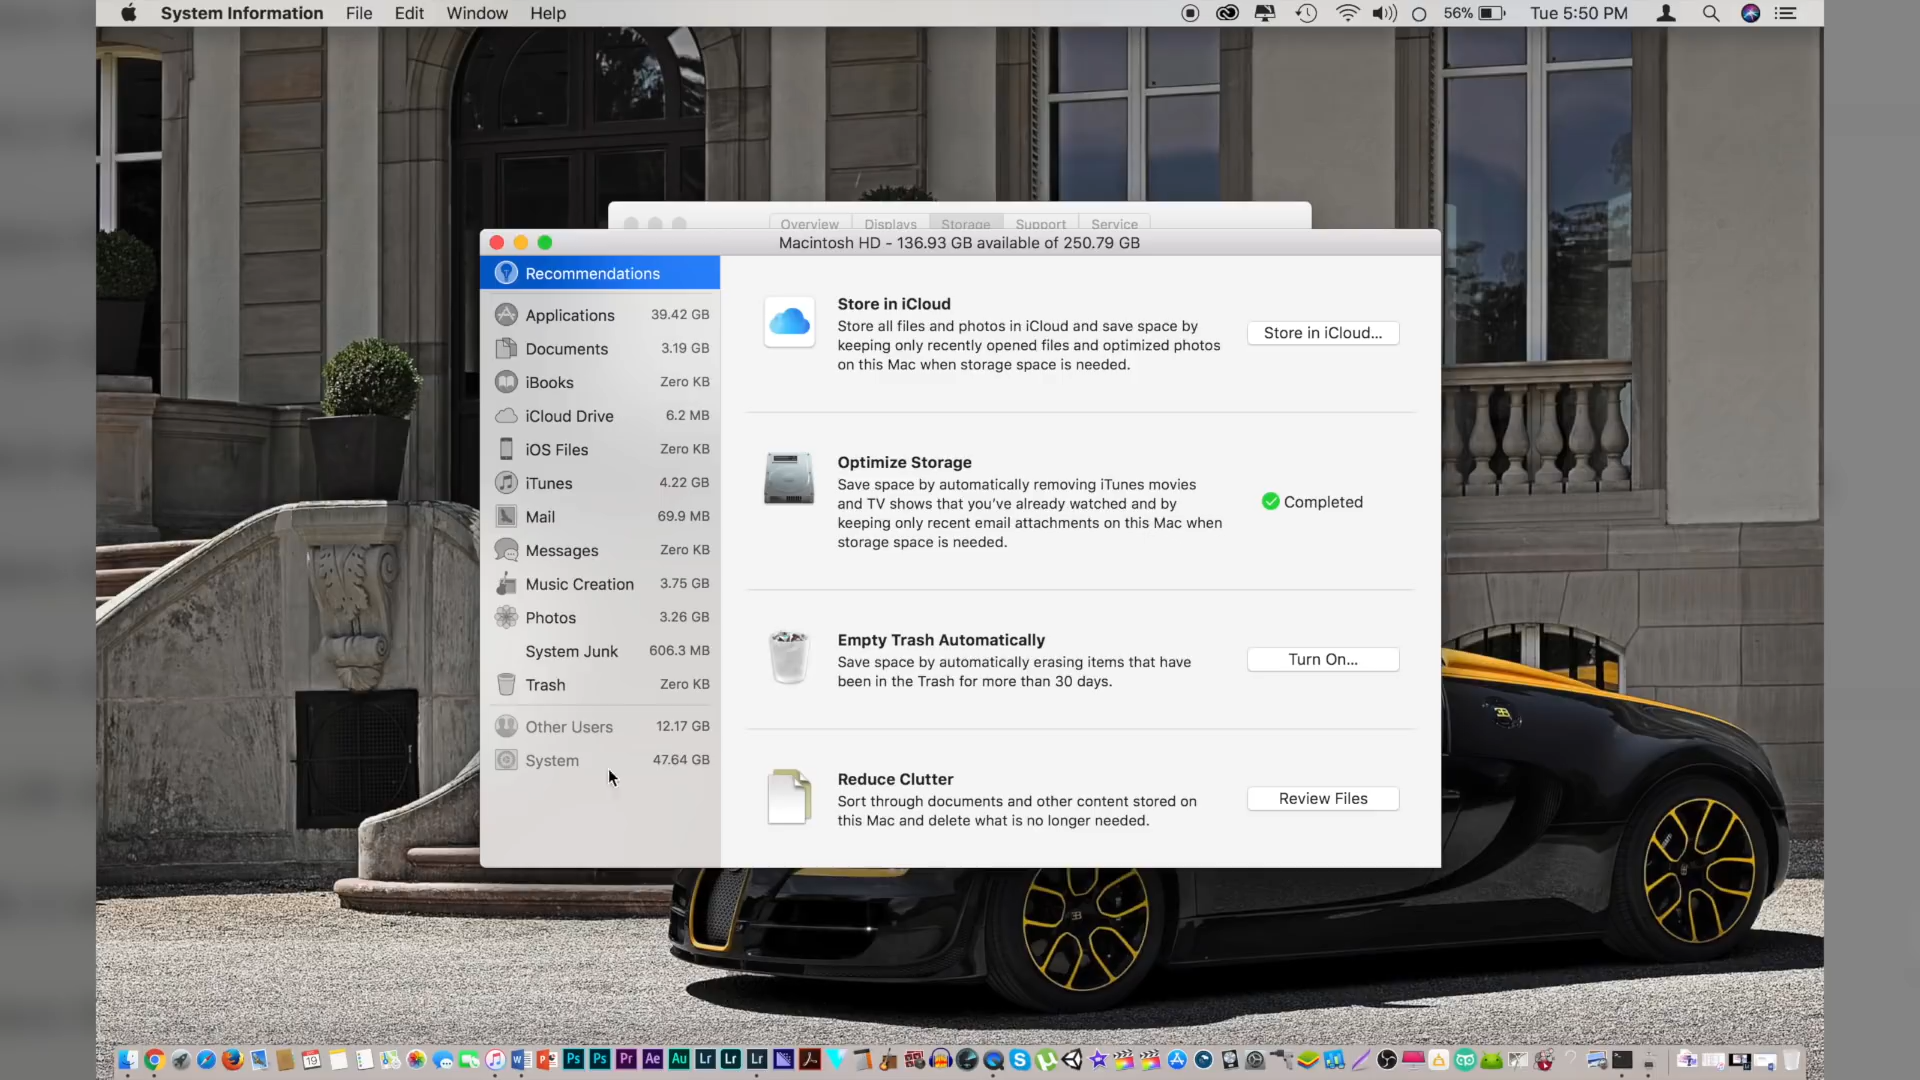 System Information File Edit Window Help 56% Tue 5:50 PM
Overview Displays Storage Support Service
Macintosh HD - 136.93 GB available of 250.79 GB
Recommendations
Applications 39.42 GB
Documents 3.19 GB
iBooks Zero KB
iCloud Drive 6.2 MB
iOS Files Zero KB
iTunes 4.22 GB
Mail 69.9 MB
Messages Zero KB
Music Creation 3.75 GB
Photos 3.26 GB
System Junk 606.3 MB
Trash Zero KB
Other Users 12.17 GB
System 47.64 GB
Store in iCloud
Store all files and photos in iCloud and save space by
keeping only recently opened files and optimized photos
on this Mac when storage space is needed.
Store in iCloud...
Optimize Storage
Save space by automatically removing iTunes movies
and TV shows that you've already watched and by
keeping only recent email attachments on this Mac when
storage space is needed.
Completed
Empty Trash Automatically
Save space by automatically erasing items that have
been in the Trash for more than 30 days.
Turn On...
Reduce Clutter
Sort through documents and other content stored on
this Mac and delete what is no longer needed.
Review Files
19 Ps Ps Pr Ae Au Lr Lr Lr